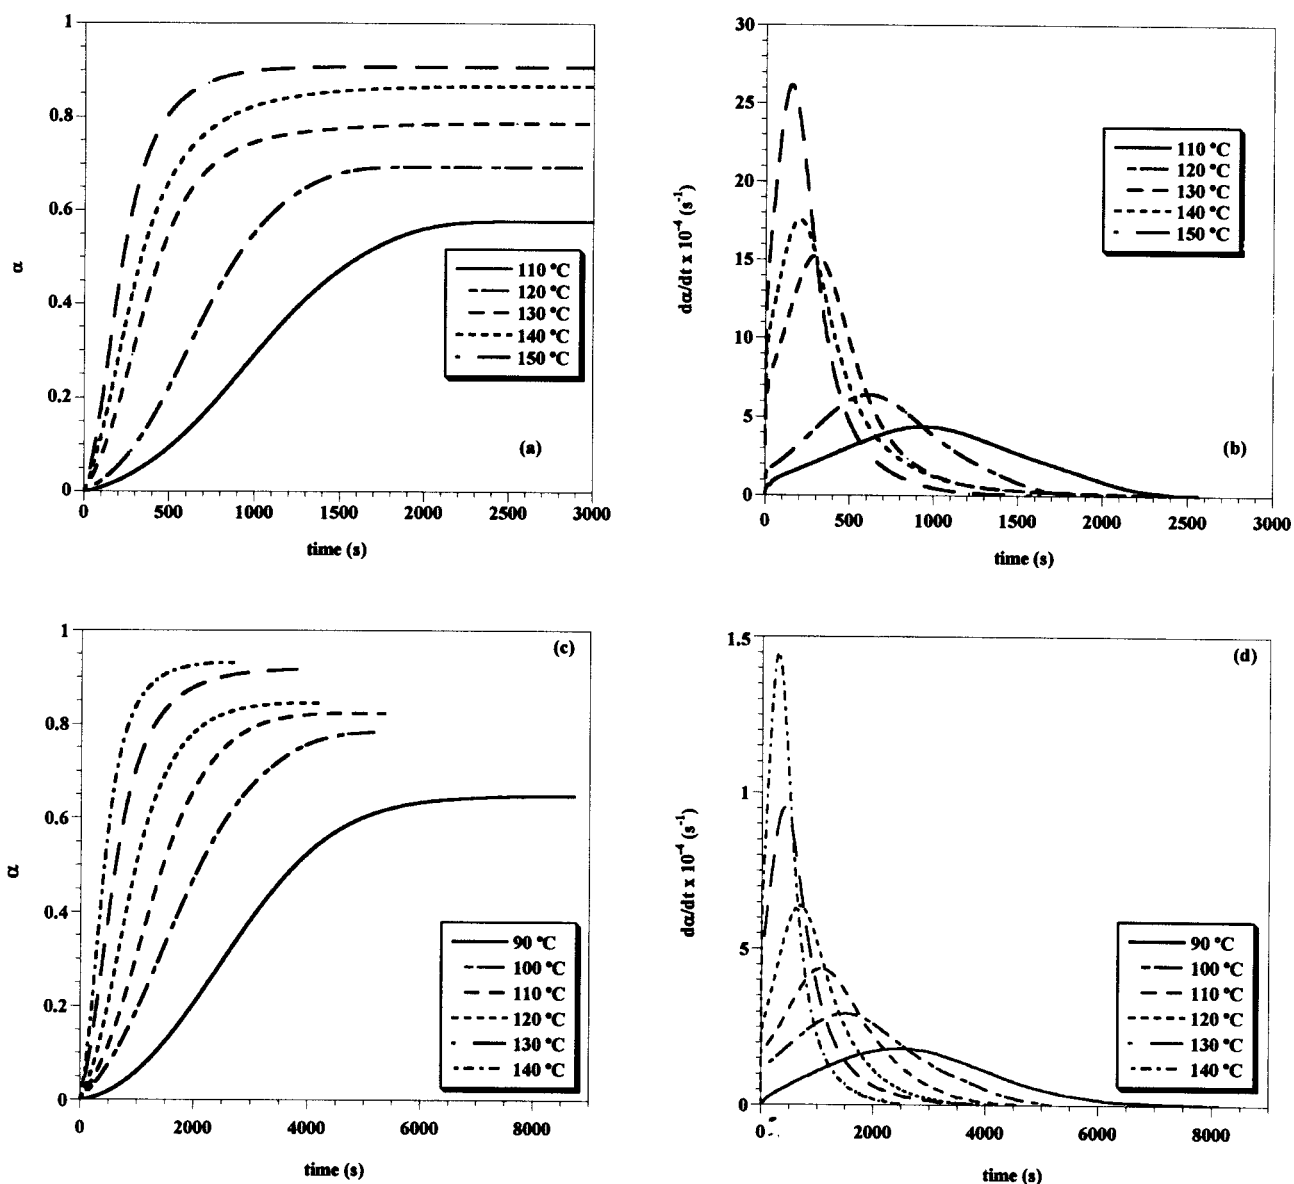 1
0.8
0.6
0.4
0.2
0
α
0 500 1000 1500 2000 2500 3000
time (s)
110 °C
120 °C
130 °C
140 °C
150 °C
(a)
30
25
20
15
10
5
0
dα/dt x 10⁻⁴ (s⁻¹)
0 500 1000 1500 2000 2500 3000
time (s)
110 °C
120 °C
130 °C
140 °C
150 °C
(b)
1
0.8
0.6
0.4
0.2
0
α
0 2000 4000 6000 8000
time (s)
90 °C
100 °C
110 °C
120 °C
130 °C
140 °C
(c)
1.5
1
5
0
dα/dt x 10⁻⁴ (s⁻¹)
0 2000 4000 6000 8000
time (s)
90 °C
100 °C
110 °C
120 °C
130 °C
140 °C
(d)